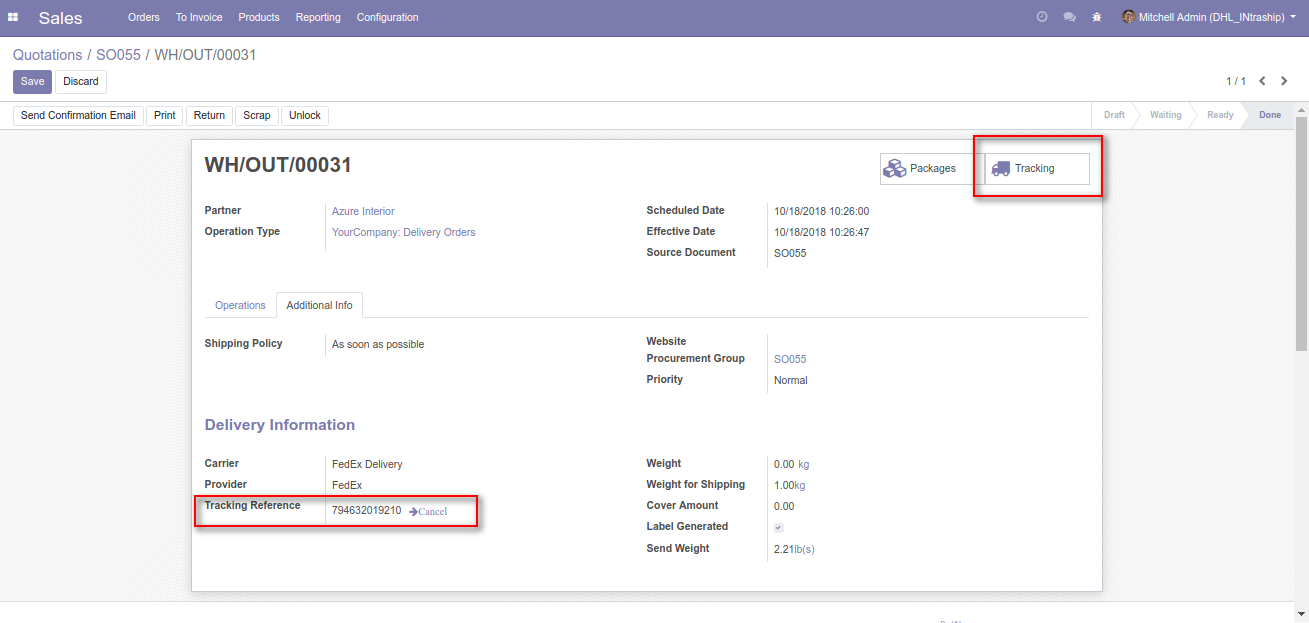 Sales Orders To Invoice Products Reporting Configuration Mitchell Admin (DHL_INtraship)
Quotations / SO055 / WH/OUT/00031
Save Discard 1 / 1
Send Confirmation Email Print Return Scrap Unlock Draft Waiting Ready Done
WH/OUT/00031
Packages Tracking
Partner Azure Interior
Operation Type YourCompany: Delivery Orders
Scheduled Date 10/18/2018 10:26:00
Effective Date 10/18/2018 10:26:47
Source Document SO055
Operations Additional Info
Shipping Policy As soon as possible
Website
Procurement Group SO055
Priority Normal
Delivery Information
Carrier FedEx Delivery
Provider FedEx
Tracking Reference 794632019210 Cancel
Weight 0.00 kg
Weight for Shipping 1.00kg
Cover Amount 0.00
Label Generated
Send Weight 2.21lb(s)